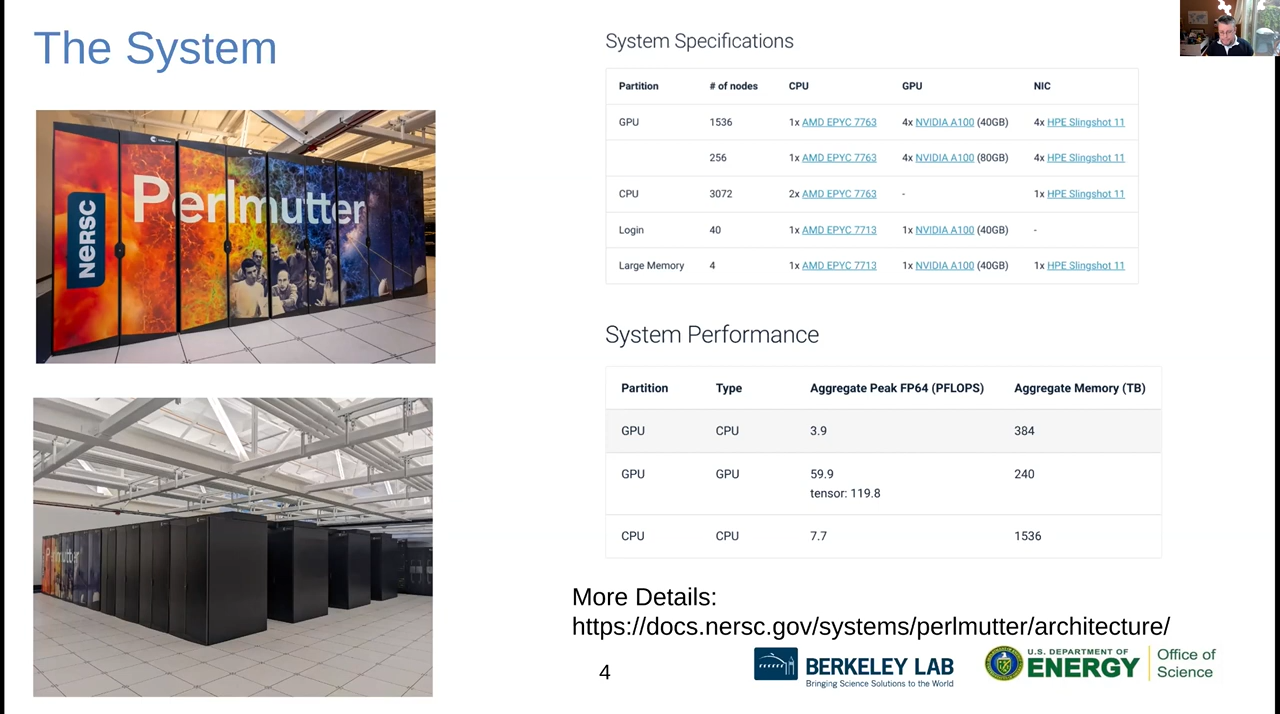 The System
NERSC
Perlmutter
Perlmutter
System Specifications
Partition # of nodes CPU GPU NIC
GPU 1536 1x AMD EPYC 7763 4x NVIDIA A100 (40GB) 4x HPE Slingshot 11
256 1x AMD EPYC 7763 4x NVIDIA A100 (80GB) 4x HPE Slingshot 11
CPU 3072 2x AMD EPYC 7763 - 1x HPE Slingshot 11
Login 40 1x AMD EPYC 7713 1x NVIDIA A100 (40GB) -
Large Memory 4 1x AMD EPYC 7713 1x NVIDIA A100 (40GB) 1x HPE Slingshot 11
System Performance
Partition Type Aggregate Peak FP64 (PFLOPS) Aggregate Memory (TB)
GPU CPU 3.9 384
GPU GPU 59.9 240
tensor: 119.8
CPU CPU 7.7 1536
More Details:
https://docs.nersc.gov/systems/perlmutter/architecture/
4
BERKELEY LAB
Bringing Science Solutions to the World
U.S. DEPARTMENT OF
ENERGY
Office of
Science